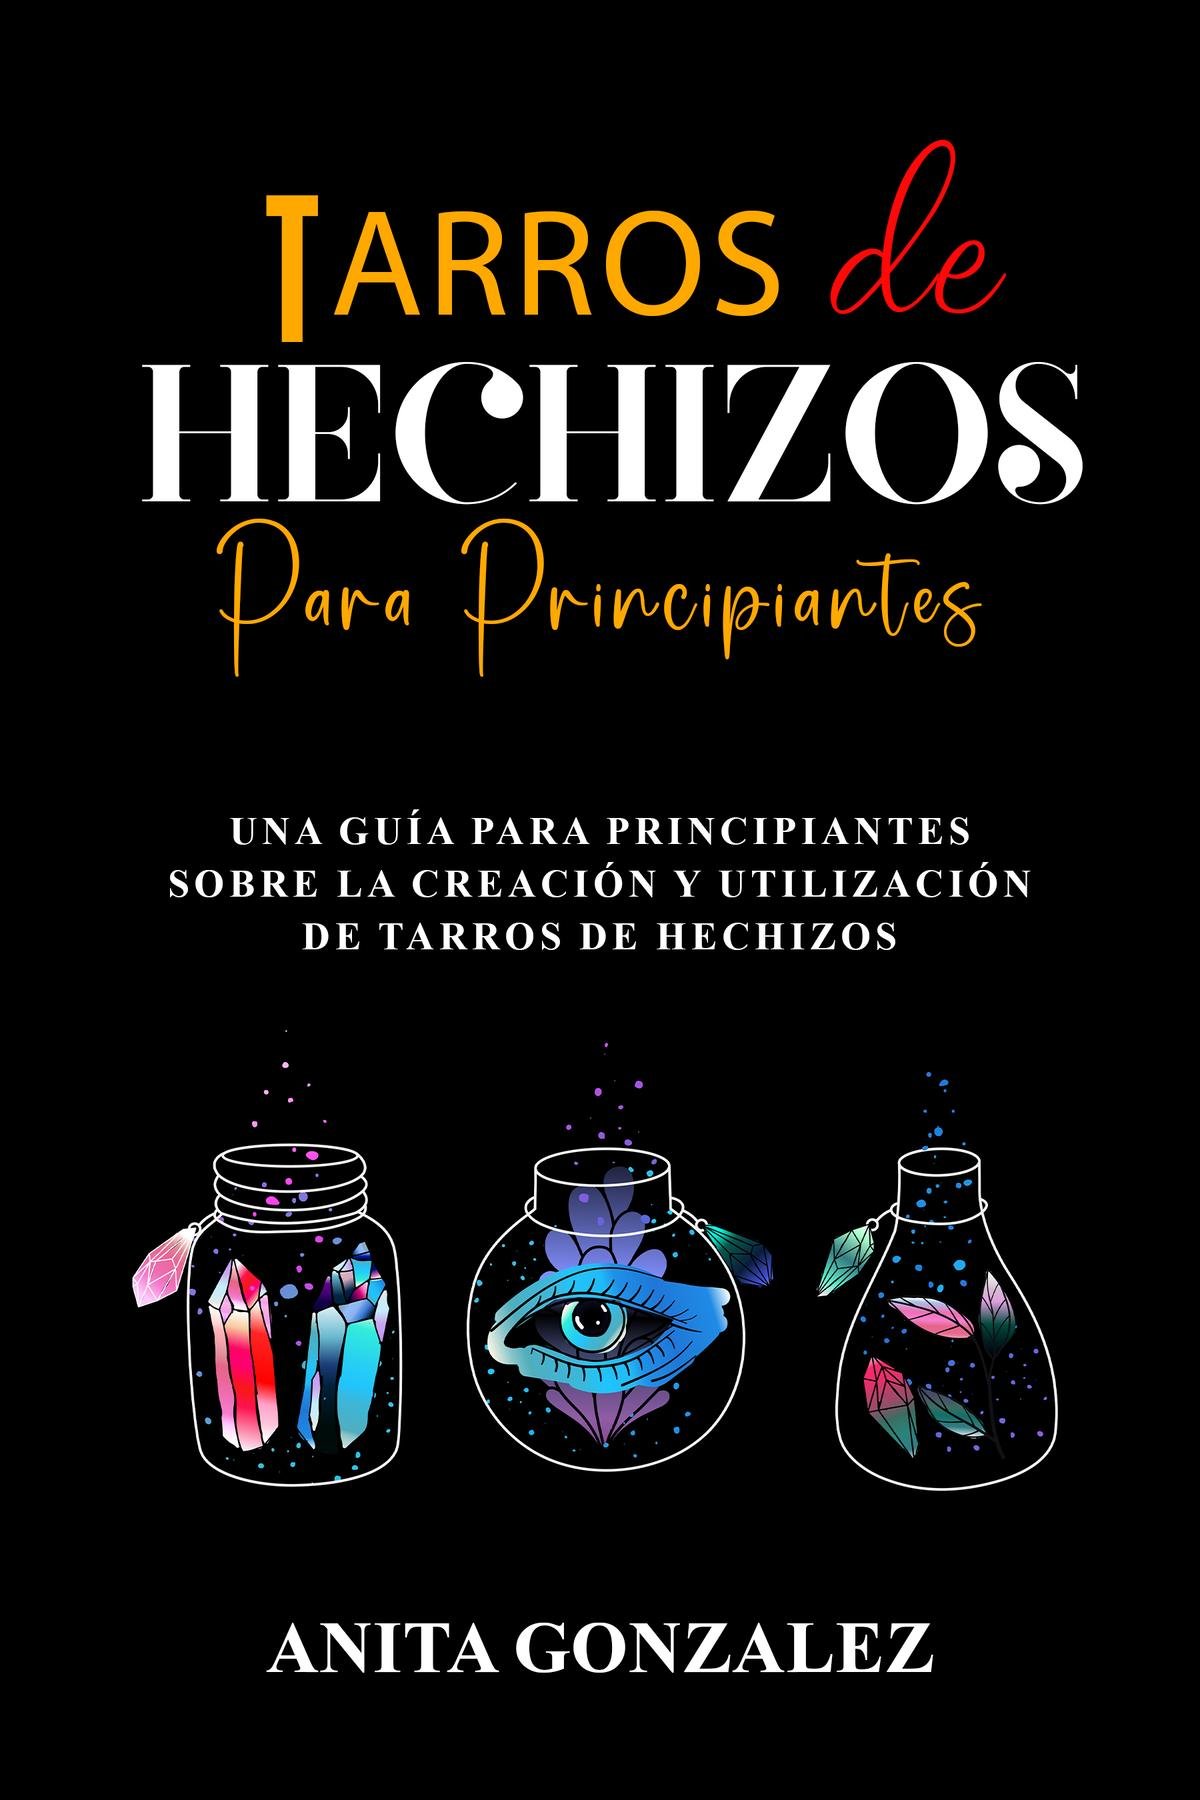 TARROS de
HECHIZOS
Para Principiantes
UNA GUÍA PARA PRINCIPIANTES
SOBRE LA CREACIÓN Y UTILIZACIÓN
DE TARROS DE HECHIZOS
ANITA GONZALEZ